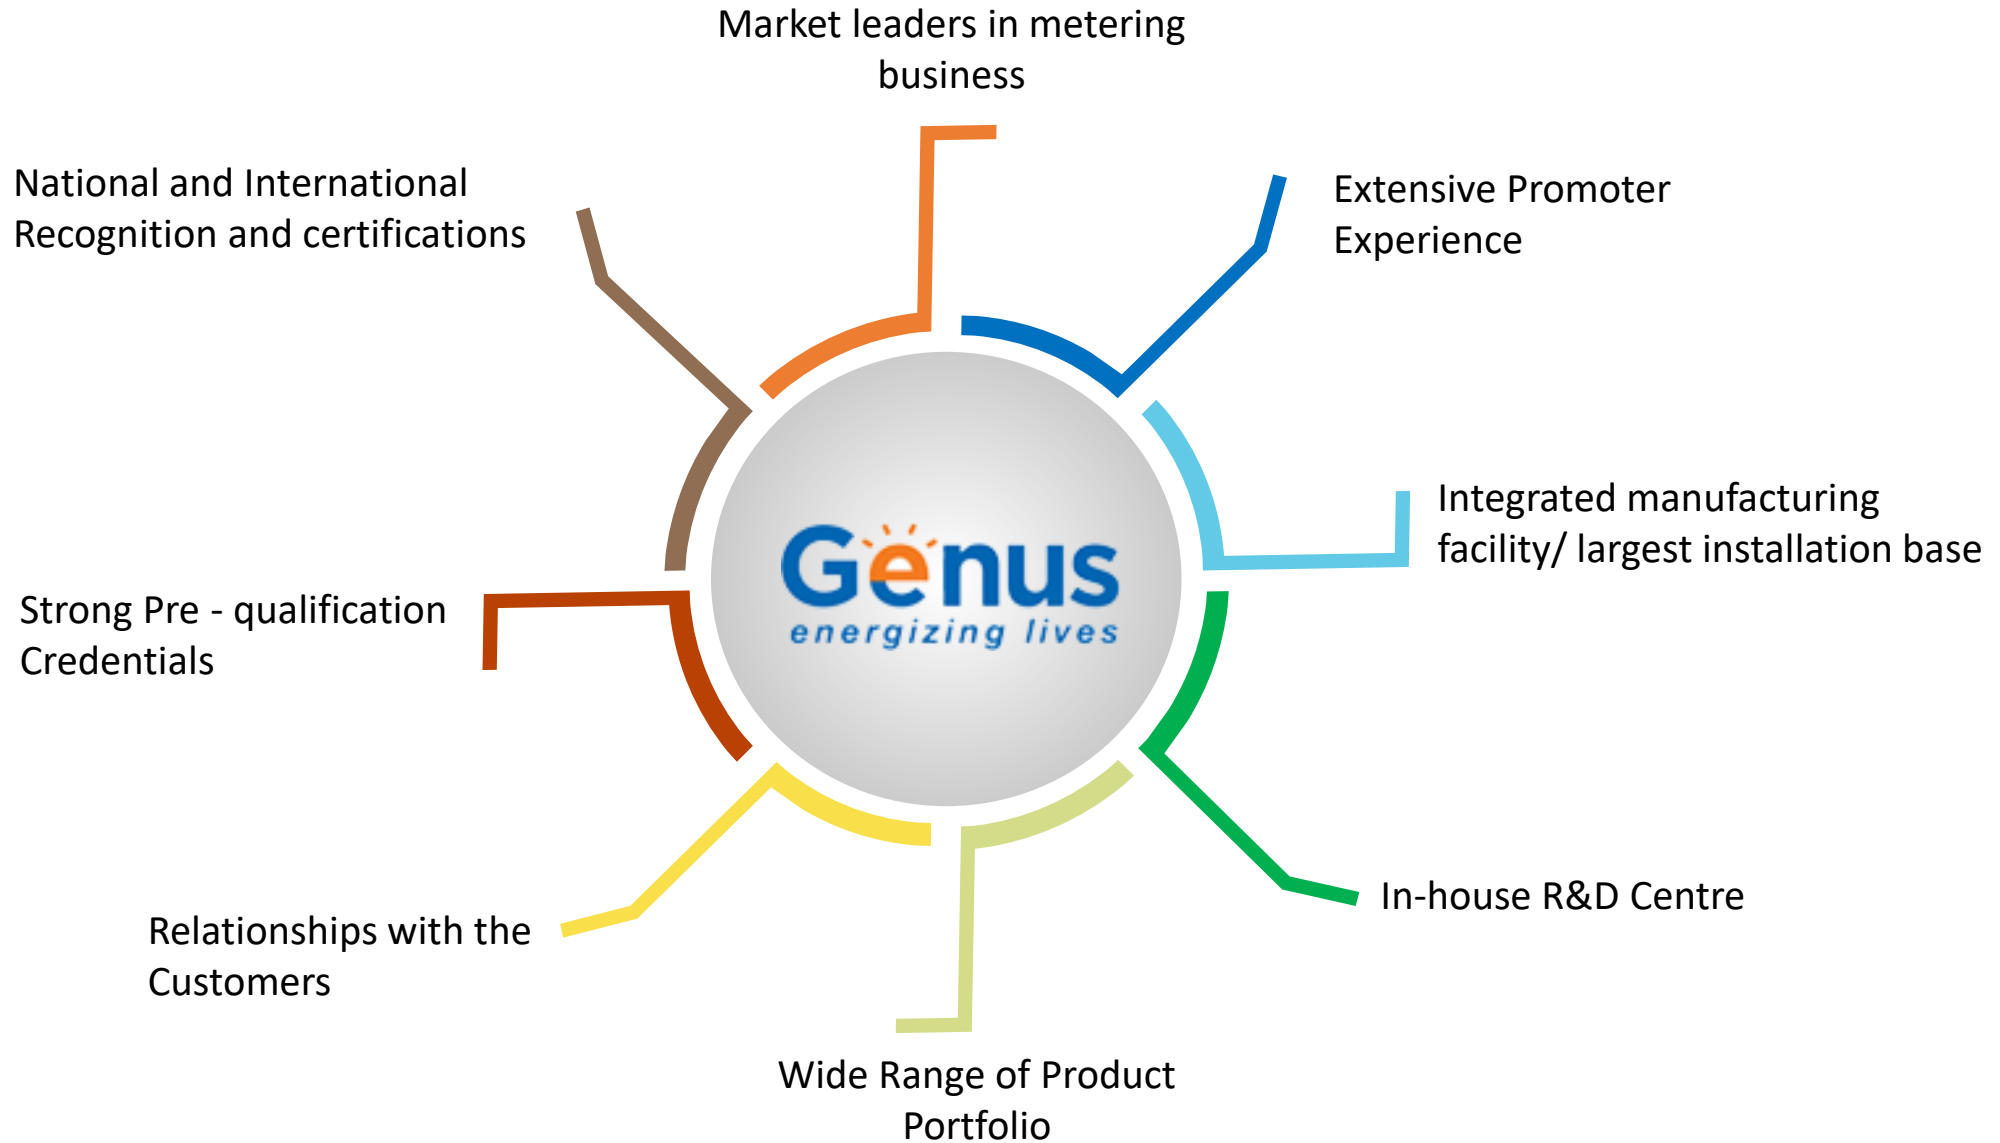 Market leaders in metering
business
National and International
Recognition and certifications
Extensive Promoter
Experience
Integrated manufacturing
facility/ largest installation base
Genus
energizing lives
Strong Pre - qualification
Credentials
In-house R&D Centre
Relationships with the
Customers
Wide Range of Product
Portfolio